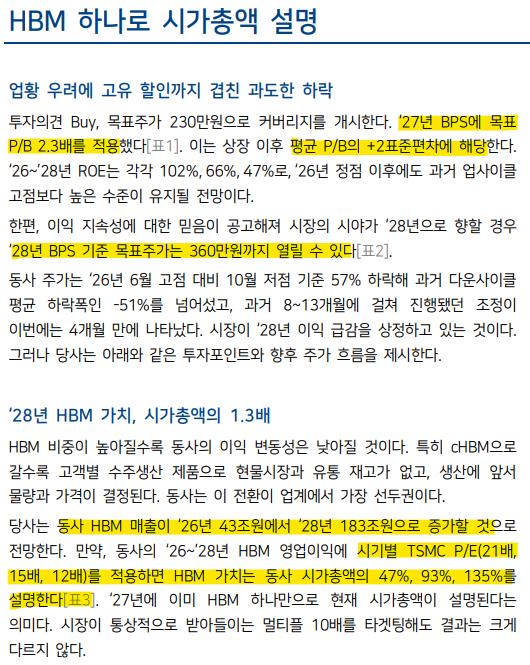 HBM 하나로 시가총액 설명
업황 우려에 고유 할인까지 겹친 과도한 하락
투자의견 Buy, 목표주가 230만원으로 커버리지를 개시한다. ‘27년 BPS에 목표
P/B 2.3배를 적용했다[표1]. 이는 상장 이후 평균 P/B의 +2표준편차에 해당한다.
‘26~’28년 ROE는 각각 102%, 66%, 47%로, ‘26년 정점 이후에도 과거 업사이클
고점보다 높은 수준이 유지될 전망이다.
한편, 이익 지속성에 대한 믿음이 공고해져 시장의 시야가 ‘28년으로 향할 경우
‘28년 BPS 기준 목표주가는 360만원까지 열릴 수 있다[표2].
동사 주가는 ‘26년 6월 고점 대비 10월 저점 기준 57% 하락해 과거 다운사이클
평균 하락폭인 -51%를 넘어섰고, 과거 8~13개월에 걸쳐 진행됐던 조정이
이번에는 4개월 만에 나타났다. 시장이 ‘28년 이익 급감을 상정하고 있는 것이다.
그러나 당사는 아래와 같은 투자포인트와 향후 주가 흐름을 제시한다.
‘28년 HBM 가치, 시가총액의 1.3배
HBM 비중이 높아질수록 동사의 이익 변동성은 낮아질 것이다. 특히 cHBM으로
갈수록 고객별 수주생산 제품으로 현물시장과 유통 재고가 없고, 생산에 앞서
물량과 가격이 결정된다. 동사는 이 전환이 업계에서 가장 선두권이다.
당사는 동사 HBM 매출이 ‘26년 43조원에서 ‘28년 183조원으로 증가할 것으로
전망한다. 만약, 동사의 ‘26~’28년 HBM 영업이익에 시기별 TSMC P/E(21배,
15배, 12배)를 적용하면 HBM 가치는 동사 시가총액의 47%, 93%, 135%를
설명한다[표3]. ‘27년에 이미 HBM 하나만으로 현재 시가총액이 설명된다는
의미다. 시장이 통상적으로 받아들이는 멀티플 10배를 타겟팅해도 결과는 크게
다르지 않다.